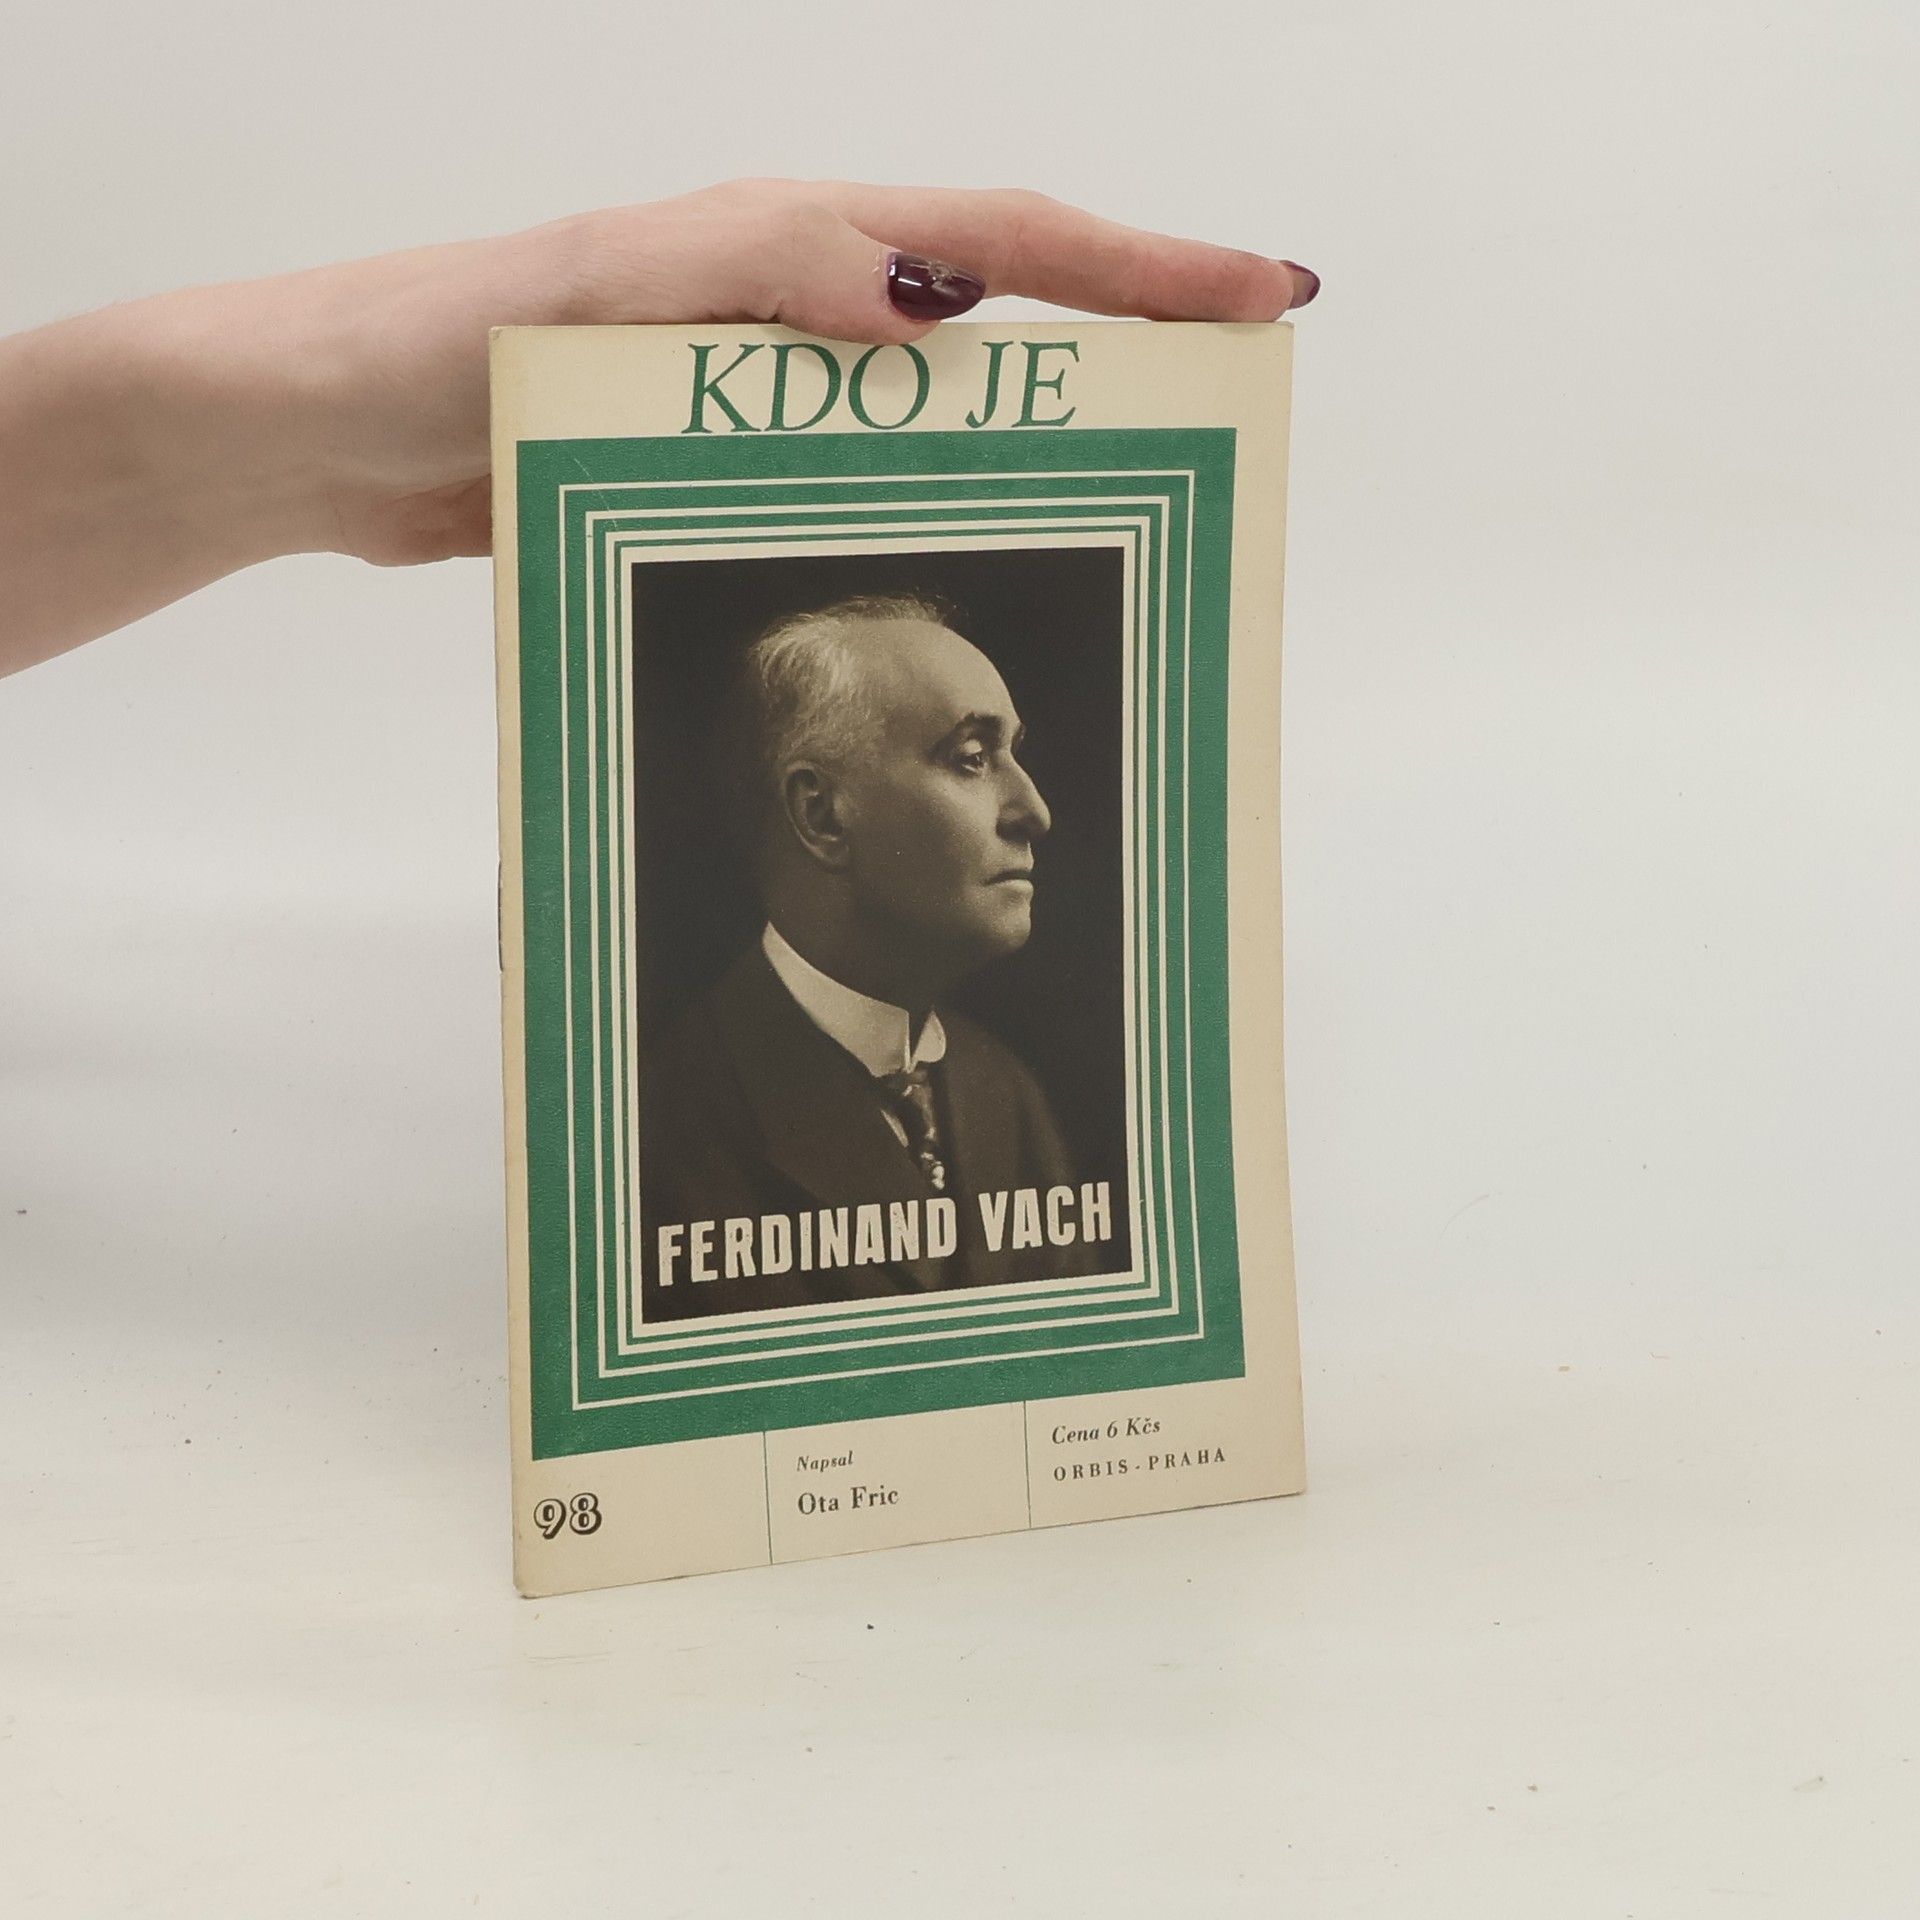 KDO JE
FERDINAND VACH
98
Napsal
Ota Fric
Cena 6 Kčs
ORBIS - PRAHA